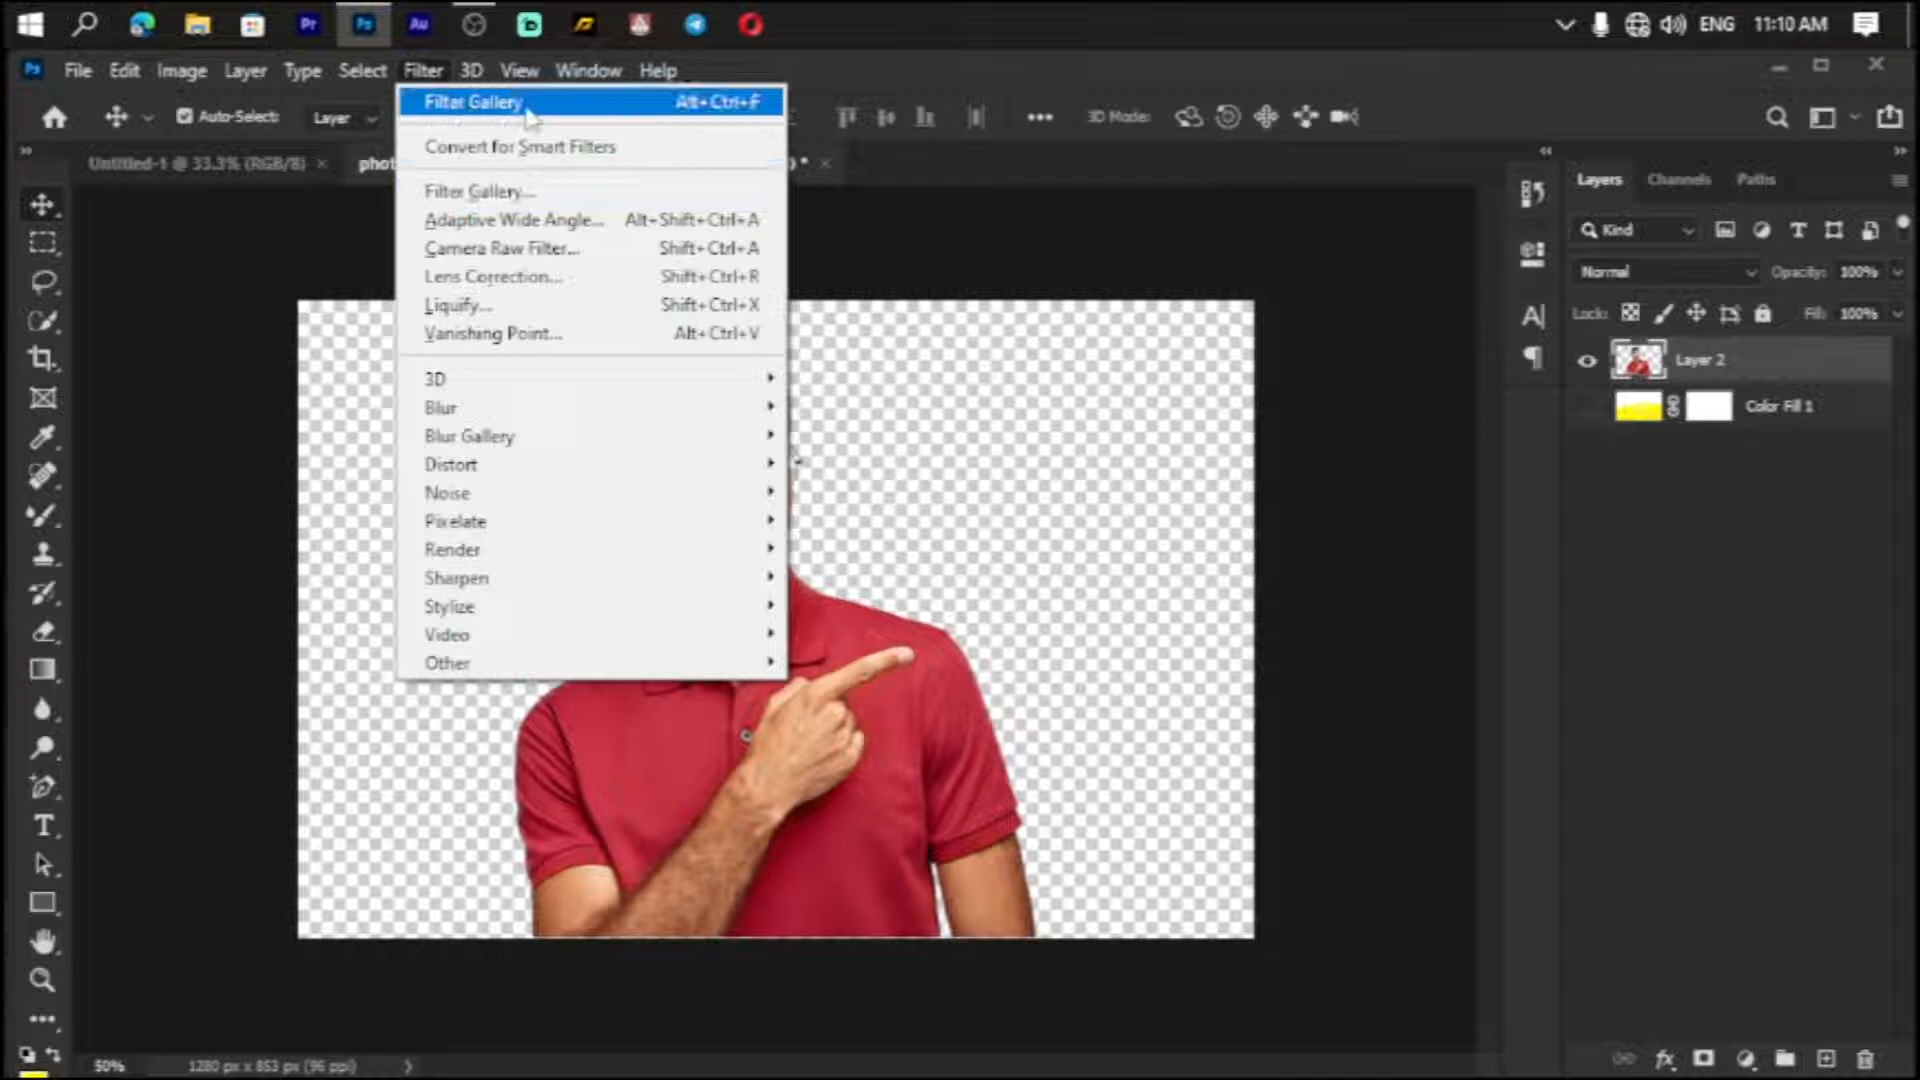 Pr
Ps
Au
ENG
11:10 AM
Ps
File
Edit
Image
Layer
Type
Select
Filter
3D
View
Window
Help
Auto-Select:
Layer
3D Mode:
Untitled-1 @ 33.3% (RGB/8)
phot
) *
Filter Gallery Alt+Ctrl+F
Convert for Smart Filters
Filter Gallery...
Adaptive Wide Angle... Alt+Shift+Ctrl+A
Camera Raw Filter... Shift+Ctrl+A
Lens Correction... Shift+Ctrl+R
Liquify... Shift+Ctrl+X
Vanishing Point... Alt+Ctrl+V
3D
Blur
Blur Gallery
Distort
Noise
Pixelate
Render
Sharpen
Stylize
Video
Other
Layers
Channels
Paths
Kind
Normal
Opacity: 100%
Lock:
Fill: 100%
Layer 2
Color Fill 1
50%
1280 px x 853 px (96 ppi)